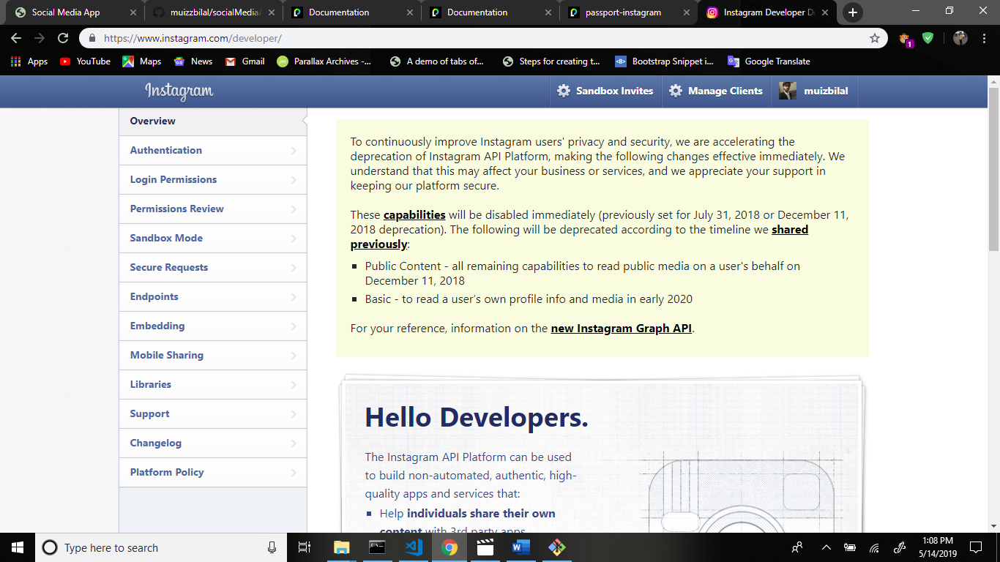 Social Media App
muizzbilal/socialMedia
Documentation
Documentation
passport-instagram
Instagram Developer Do
https://www.instagram.com/developer/
1
Apps
YouTube
Maps
News
Gmail
Parallax Archives -...
A demo of tabs of...
Steps for creating t...
Bootstrap Snippet i...
Google Translate
Instagram
Sandbox Invites
Manage Clients
muizbilal
Overview
Authentication
Login Permissions
Permissions Review
Sandbox Mode
Secure Requests
Endpoints
Embedding
Mobile Sharing
Libraries
Support
Changelog
Platform Policy
To continuously improve Instagram users' privacy and security, we are accelerating the
deprecation of Instagram API Platform, making the following changes effective immediately. We
understand that this may affect your business or services, and we appreciate your support in
keeping our platform secure.
These capabilities will be disabled immediately (previously set for July 31, 2018 or December 11,
2018 deprecation). The following will be deprecated according to the timeline we shared
previously:
Public Content - all remaining capabilities to read public media on a user's behalf on
December 11, 2018
Basic - to read a user’s own profile info and media in early 2020
For your reference, information on the new Instagram Graph API.
Hello Developers.
The Instagram API Platform can be used
to build non-automated, authentic, high-
quality apps and services that:
Help individuals share their own
content with 3rd party apps
Type here to search
1:08 PM
5/14/2019